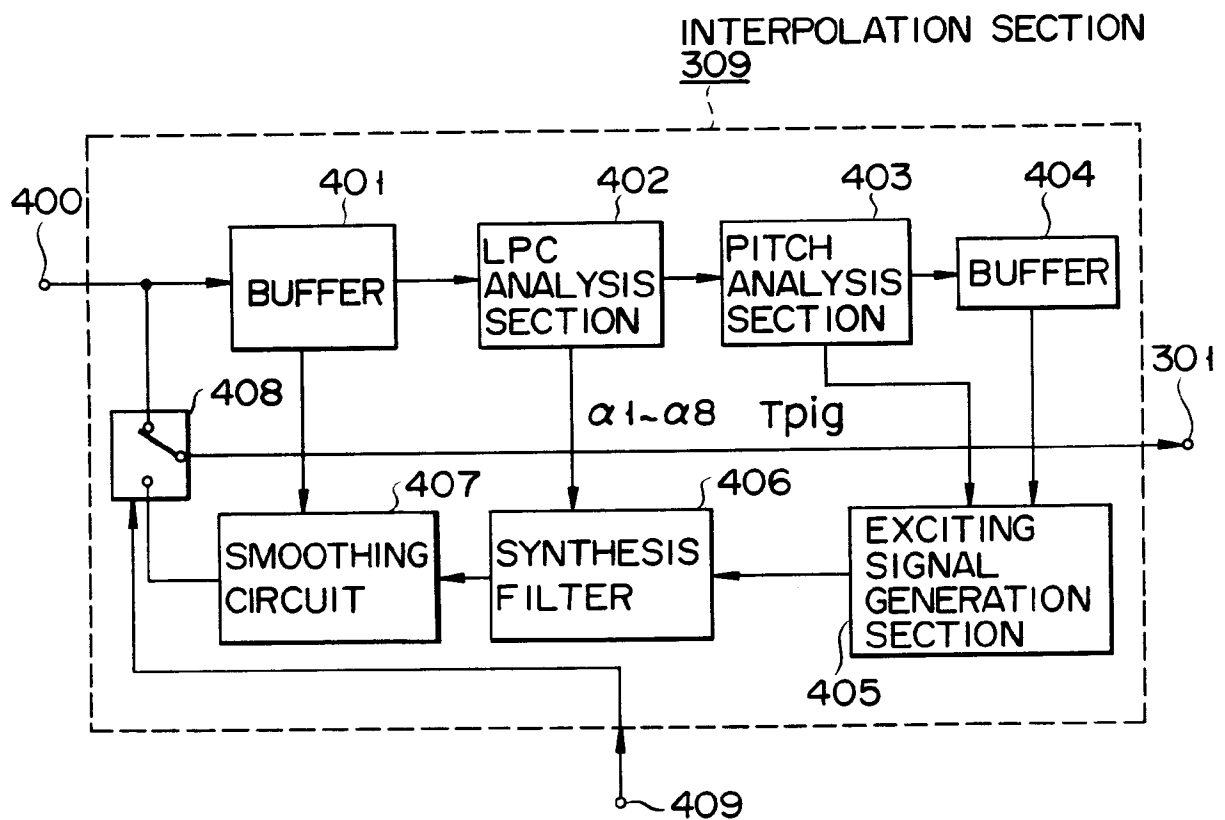 INTERPOLATION SECTION
309
400
401
402
403
404
BUFFER
LPC
ANALYSIS
SECTION
PITCH
ANALYSIS
SECTION
BUFFER
301
408
α1~α8
Tpig
407
406
SMOOTHING
CIRCUIT
SYNTHESIS
FILTER
EXCITING
SIGNAL
GENERATION
SECTION
405
409